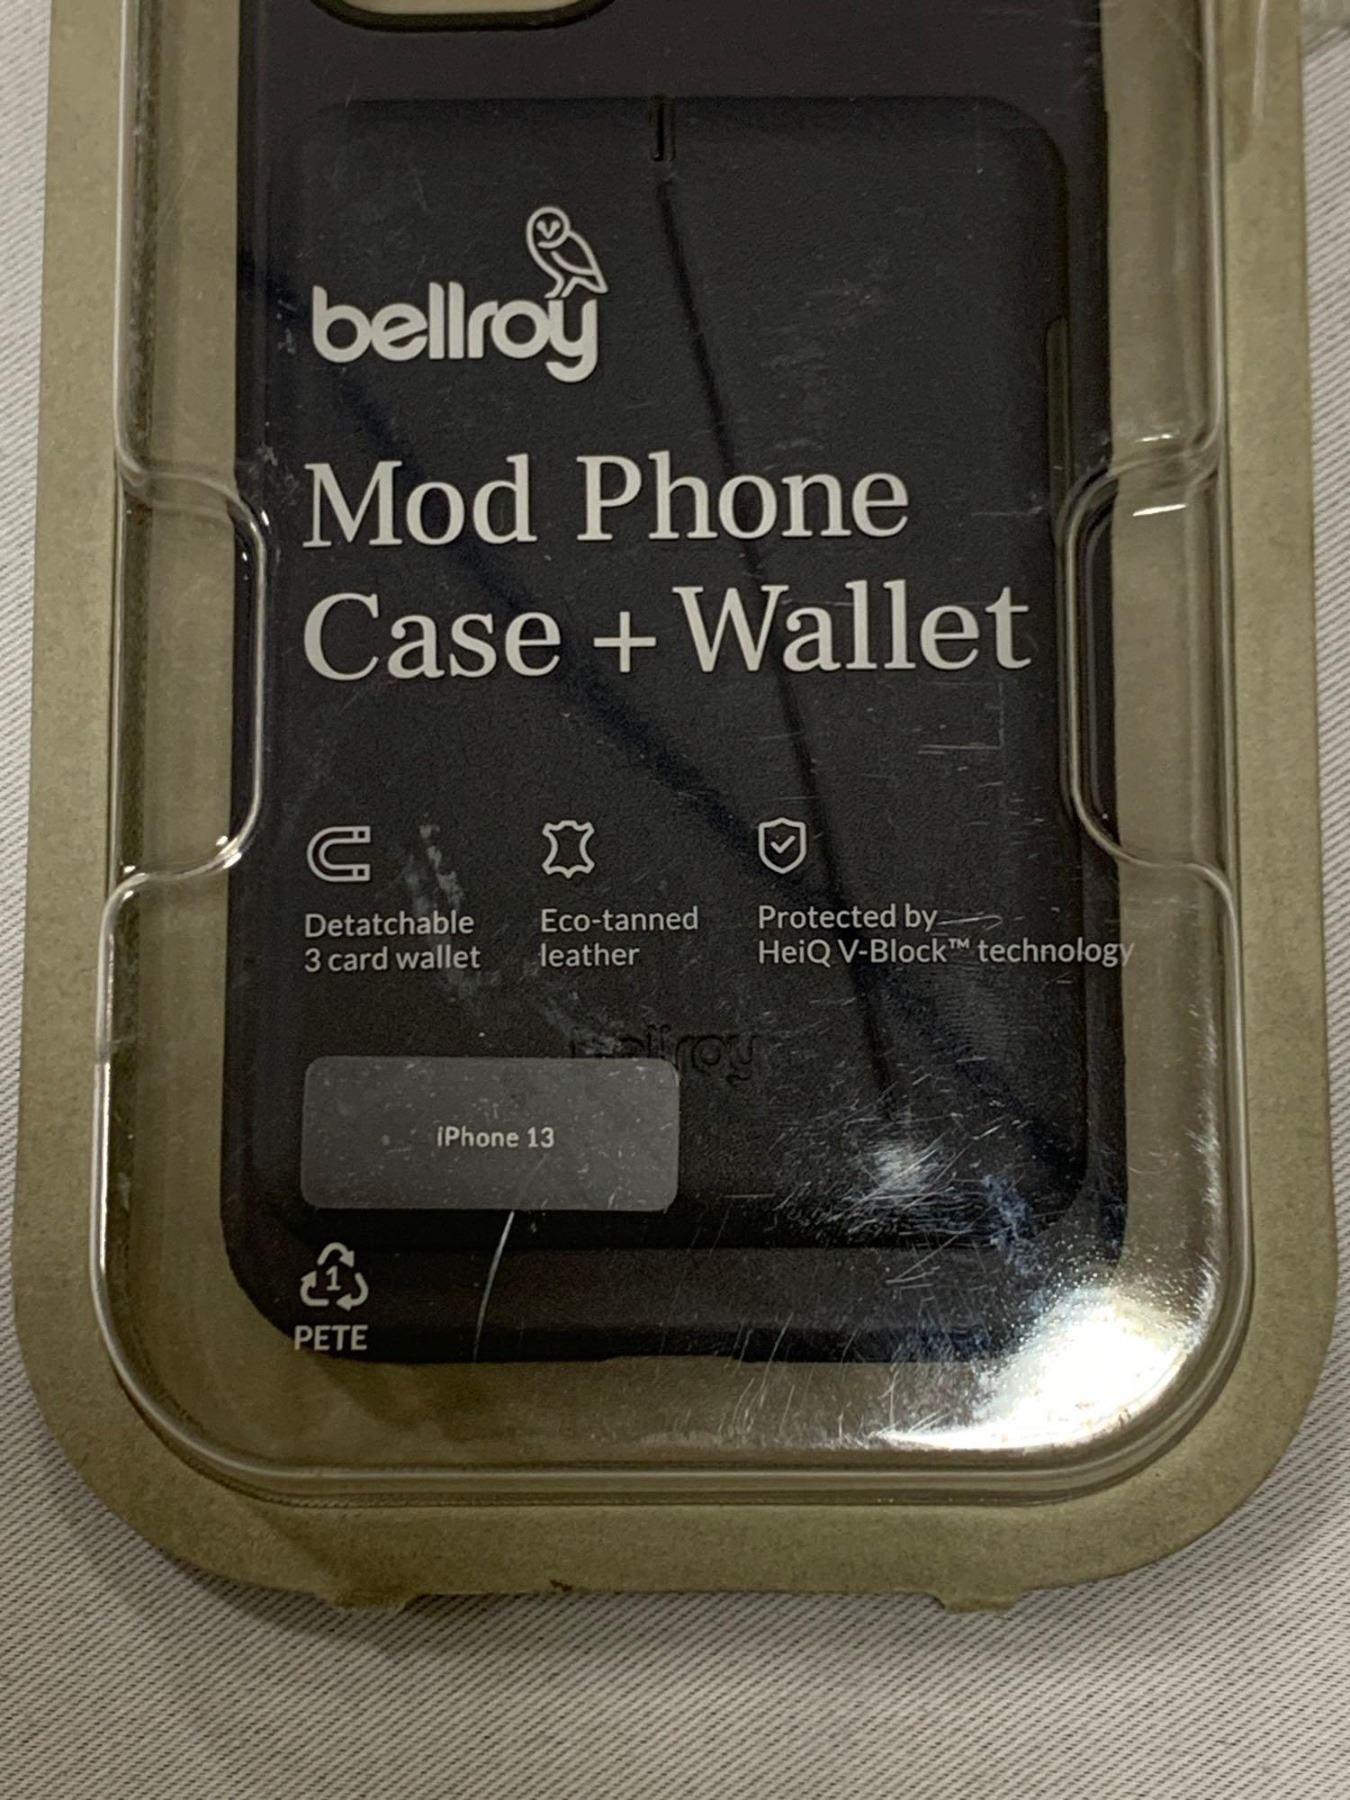 bellroy
Mod Phone
Case + Wallet
Detatchable
3 card wallet
Eco-tanned
leather
Protected by
HeiQ V-Block™ technology
bellroy
iPhone 13
1
PETE